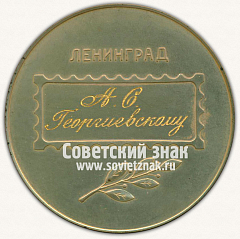 ЛЕНИНГРАД
А. С
Георгиевскому
Советский знак
www.sovietznak.ru